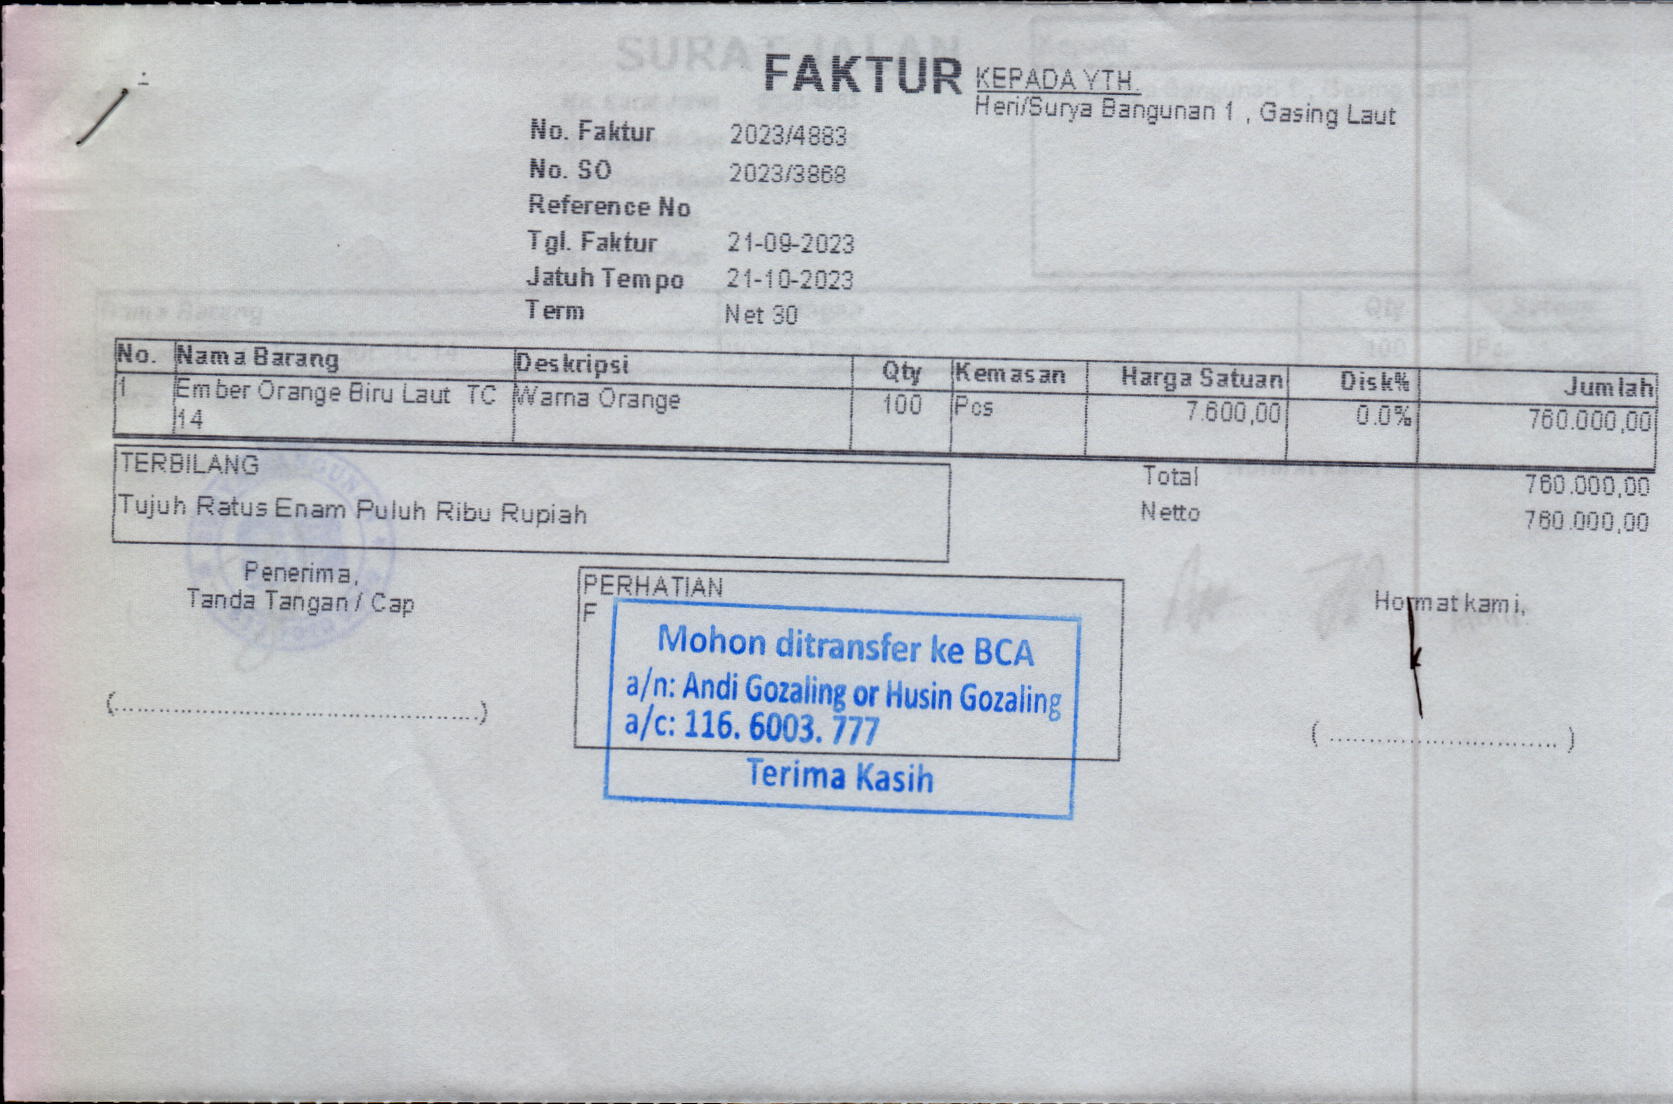 FAKTUR
KEPADA YTH.
Heri/Surya Bangunan 1 , Gasing Laut
No. Faktur 2023/4883
No. SO 2023/3868
Reference No
Tgl. Faktur 21-09-2023
Jatuh Tempo 21-10-2023
Term Net 30
No. Nama Barang Deskripsi Qty Kemasan Harga Satuan Disk% Jumlah
1 Ember Orange Biru Laut TC Warna Orange 100 Pcs 7.600,00 0.0% 760.000,00
14
TERBILANG
Tujuh Ratus Enam Puluh Ribu Rupiah
Total 760.000,00
Netto 760.000,00
Penerima,
Tanda Tangan / Cap
(............................................)
PERHATIAN
F
Mohon ditransfer ke BCA
a/n: Andi Gozaling or Husin Gozaling
a/c: 116. 6003. 777
Terima Kasih
Hormat kami,
( ............................ )